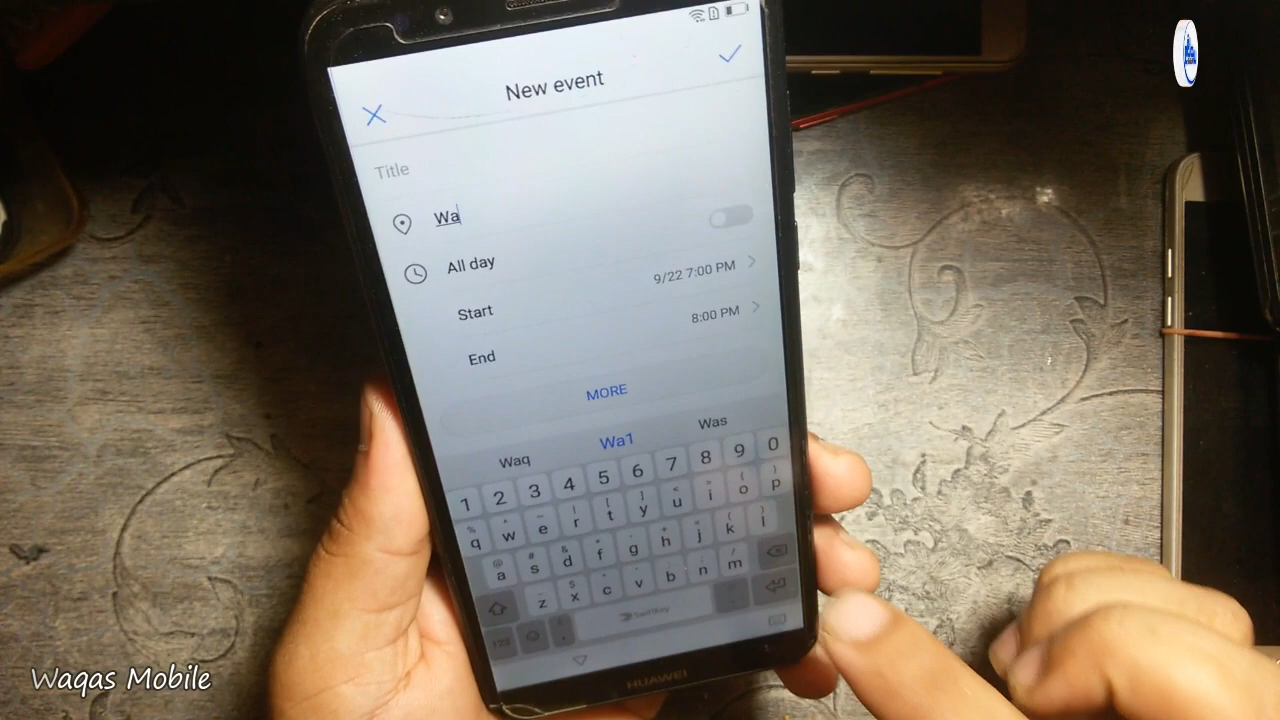 New event
Title
Wa
All day
Start
9/22 7:00 PM
End
8:00 PM
MORE
Waq
Wa1
Was
1 2 3 4 5 6 7 8 9 0
q w e r t y u i o p
a s d f g h j k l
z x c v b n m
123
SwiftKey
HUAWEI
Waqas Mobile